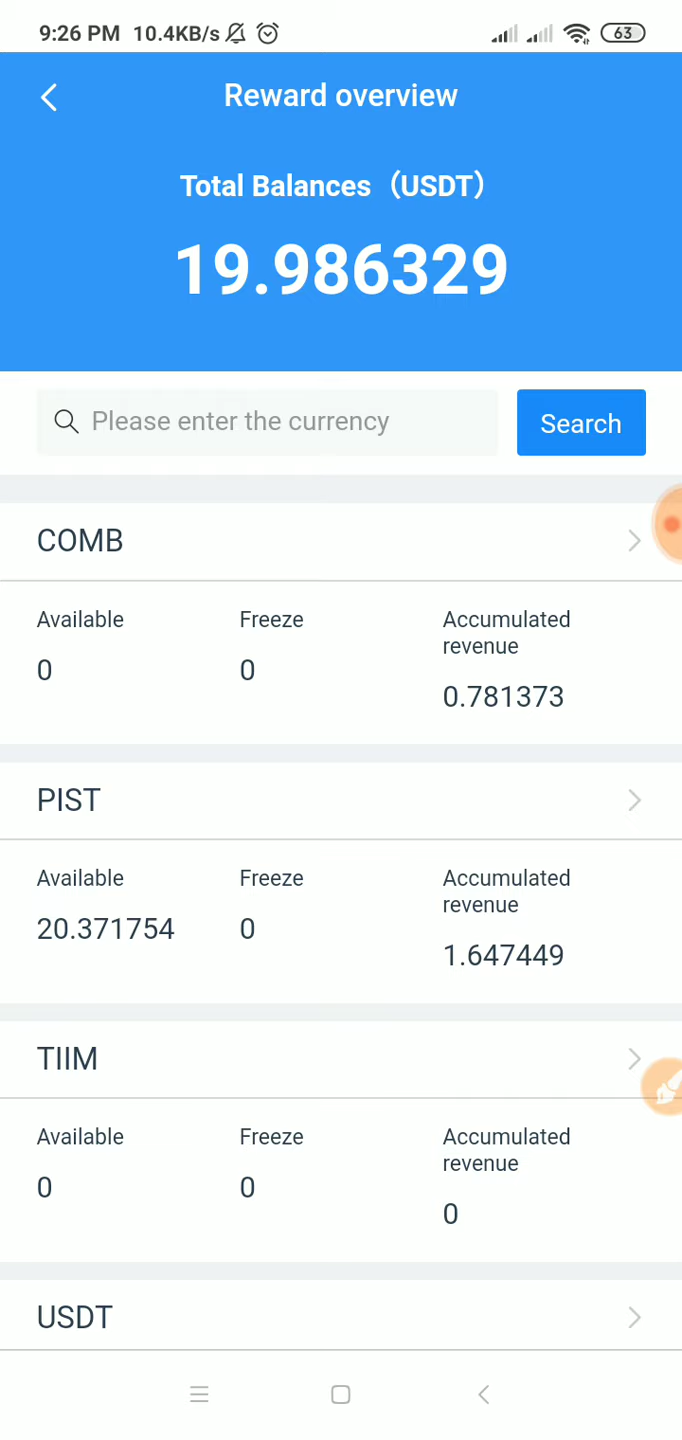 9:26 PM 10.4KB/s 63
Reward overview
Total Balances（USDT）
19.986329
Please enter the currency
Search
COMB
Available Freeze Accumulated revenue
0 0 0.781373
PIST
Available Freeze Accumulated revenue
20.371754 0 1.647449
TIIM
Available Freeze Accumulated revenue
0 0 0
USDT